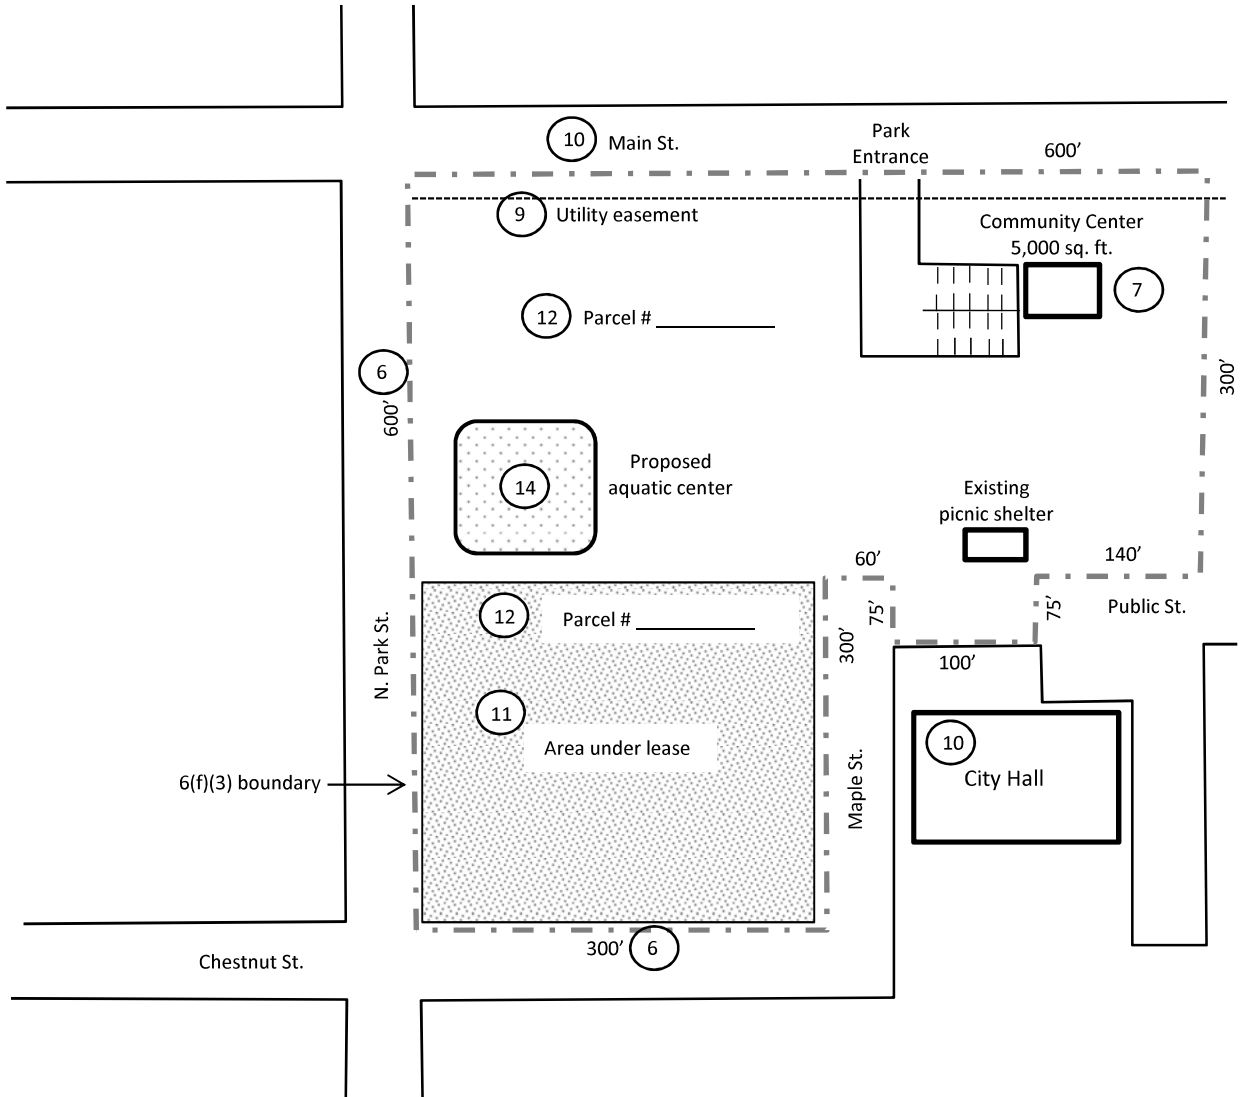 10 Main St.
Park
Entrance
600’
9 Utility easement
Community Center
5,000 sq. ft.
7
12 Parcel # ____________
6
600’
300’
14
Proposed
aquatic center
Existing
picnic shelter
60’
140’
75’
75’
Public St.
12 Parcel # ____________
300’
N. Park St.
100’
11
Area under lease
10
City Hall
Maple St.
6(f)(3) boundary
300’ 6
Chestnut St.